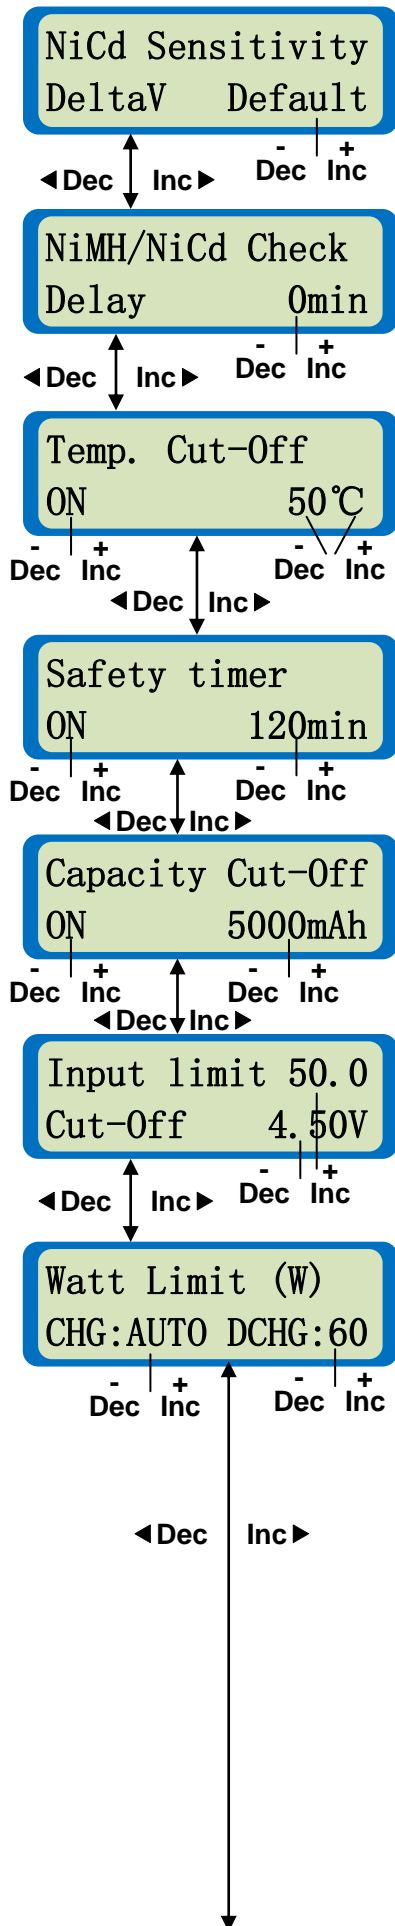 NiCd Sensitivity
DeltaV Default
- +
Dec Inc
◄Dec Inc►
NiMH/NiCd Check
Delay 0min
- +
Dec Inc
◄Dec Inc►
Temp. Cut-Off
ON 50℃
- + - +
Dec Inc Dec Inc
◄Dec Inc►
Safety timer
ON 120min
- + - +
Dec Inc Dec Inc
◄Dec Inc►
Capacity Cut-Off
ON 5000mAh
- + - +
Dec Inc Dec Inc
◄Dec Inc►
Input limit 50.0
Cut-Off 4.50V
- +
Dec Inc
◄Dec Inc►
Watt Limit (W)
CHG:AUTO DCHG:60
- + - +
Dec Inc Dec Inc
◄Dec Inc►